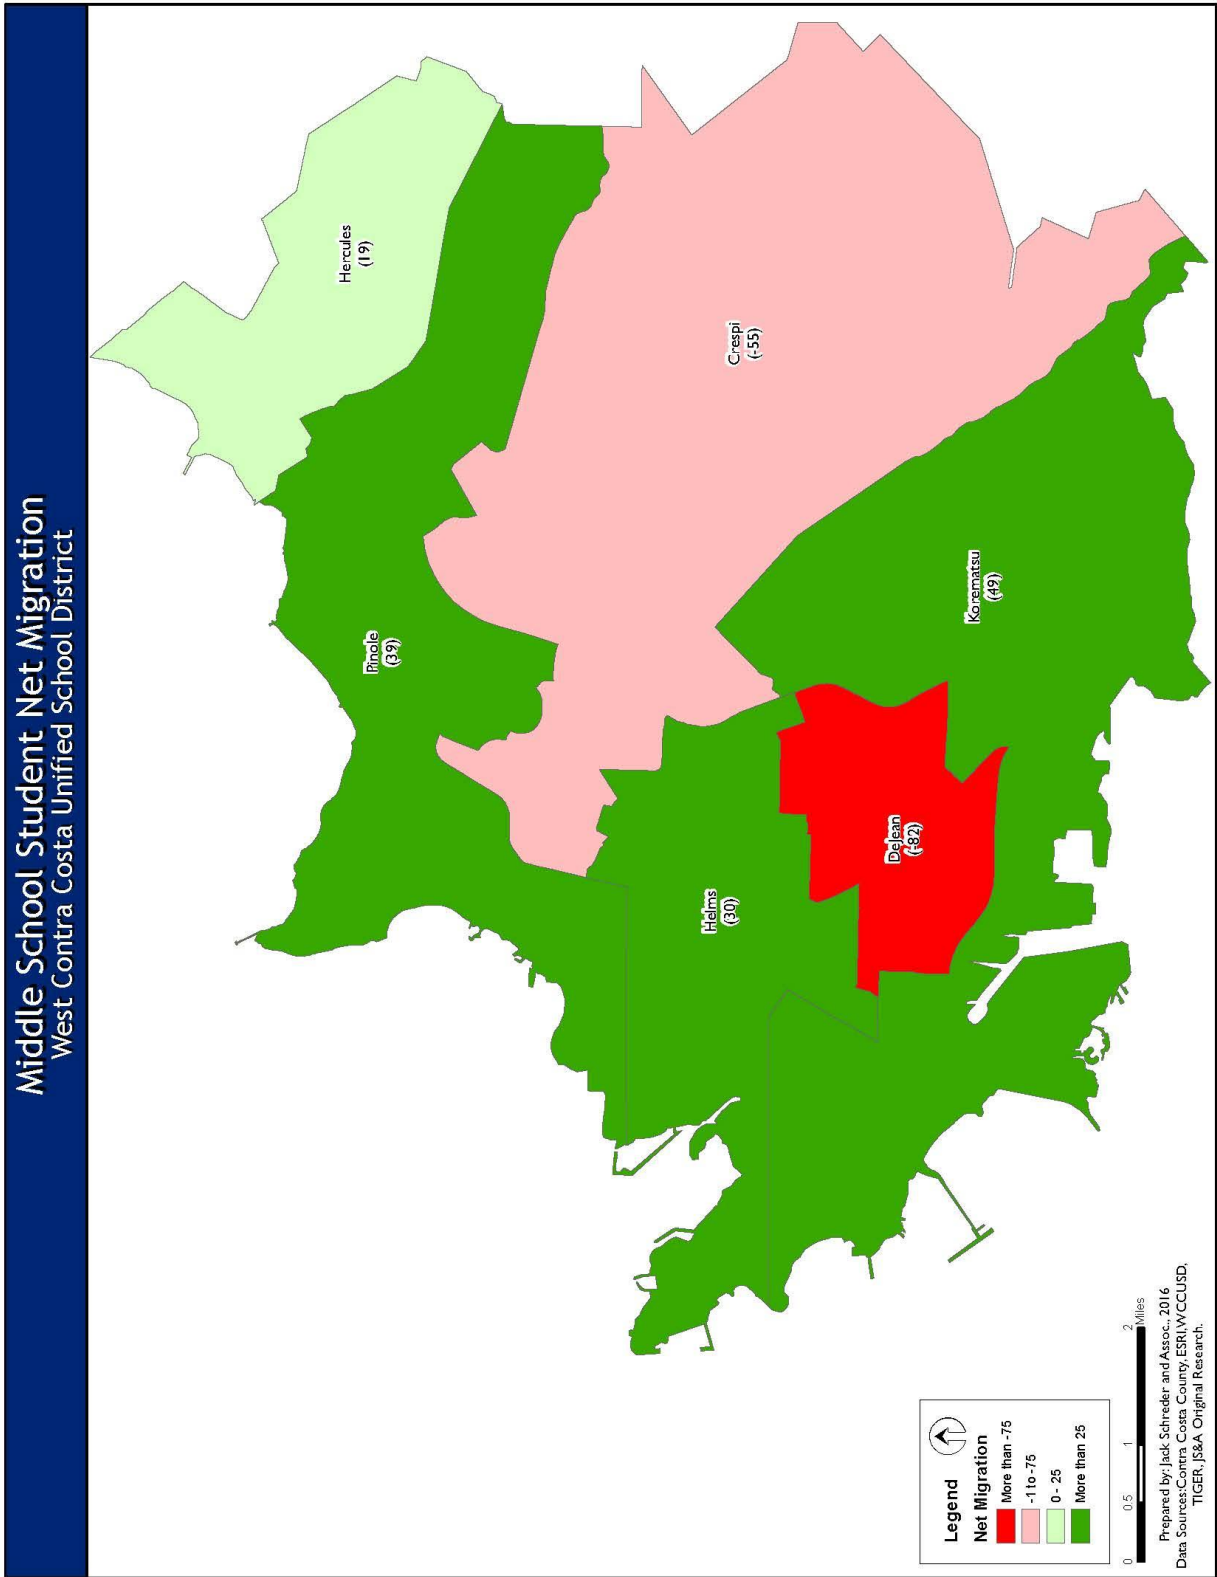 Middle School Student Net Migration
West Contra Costa Unified School District
Hercules
(19)
Pinole
(39)
Crespi
(-55)
Korematsu
(49)
Helms
(30)
DeJean
(-82)
Legend
Net Migration
More than -75
-1 to -75
0 - 25
More than 25
0 0.5 1 2
Miles
Prepared by: Jack Schreder and Assoc., 2016
Data Sources:Contra Costa County, ESRI,WCCUSD,
TIGER, JS&A Original Research.